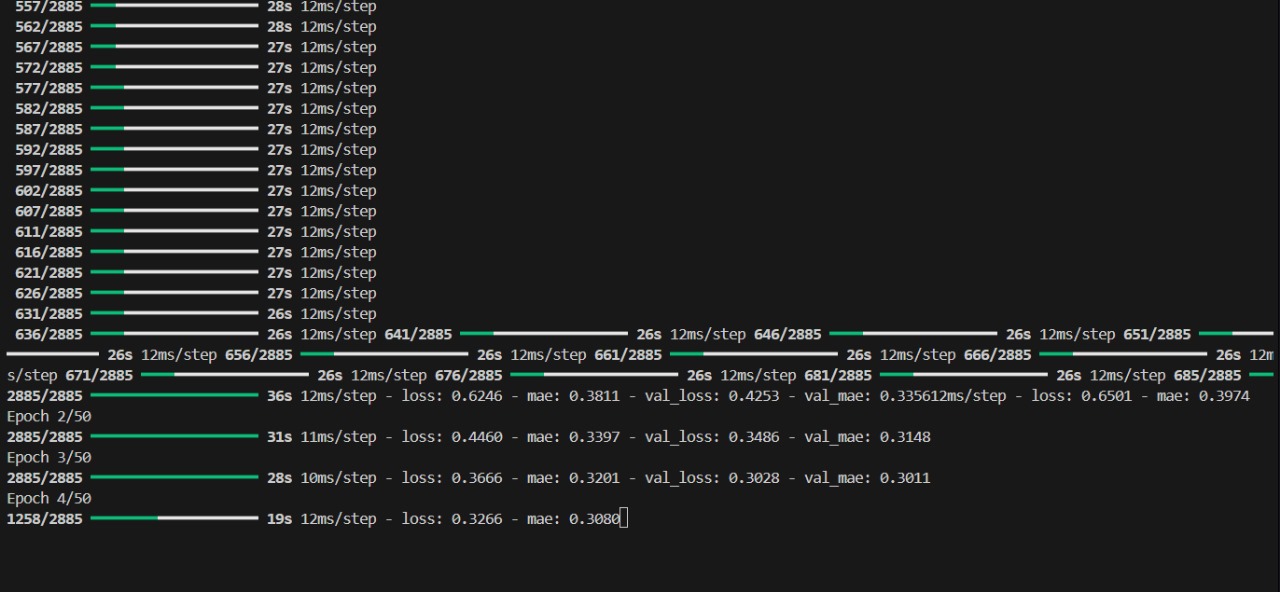 557/2885 28s 12ms/step
562/2885 28s 12ms/step
567/2885 27s 12ms/step
572/2885 27s 12ms/step
577/2885 27s 12ms/step
582/2885 27s 12ms/step
587/2885 27s 12ms/step
592/2885 27s 12ms/step
597/2885 27s 12ms/step
602/2885 27s 12ms/step
607/2885 27s 12ms/step
611/2885 27s 12ms/step
616/2885 27s 12ms/step
621/2885 27s 12ms/step
626/2885 27s 12ms/step
631/2885 26s 12ms/step
636/2885 26s 12ms/step 641/2885 26s 12ms/step 646/2885 26s 12ms/step 651/2885
26s 12ms/step 656/2885 26s 12ms/step 661/2885 26s 12ms/step 666/2885 26s 12m
s/step 671/2885 26s 12ms/step 676/2885 26s 12ms/step 681/2885 26s 12ms/step 685/2885
2885/2885 36s 12ms/step - loss: 0.6246 - mae: 0.3811 - val_loss: 0.4253 - val_mae: 0.335612ms/step - loss: 0.6501 - mae: 0.3974
Epoch 2/50
2885/2885 31s 11ms/step - loss: 0.4460 - mae: 0.3397 - val_loss: 0.3486 - val_mae: 0.3148
Epoch 3/50
2885/2885 28s 10ms/step - loss: 0.3666 - mae: 0.3201 - val_loss: 0.3028 - val_mae: 0.3011
Epoch 4/50
1258/2885 19s 12ms/step - loss: 0.3266 - mae: 0.3080